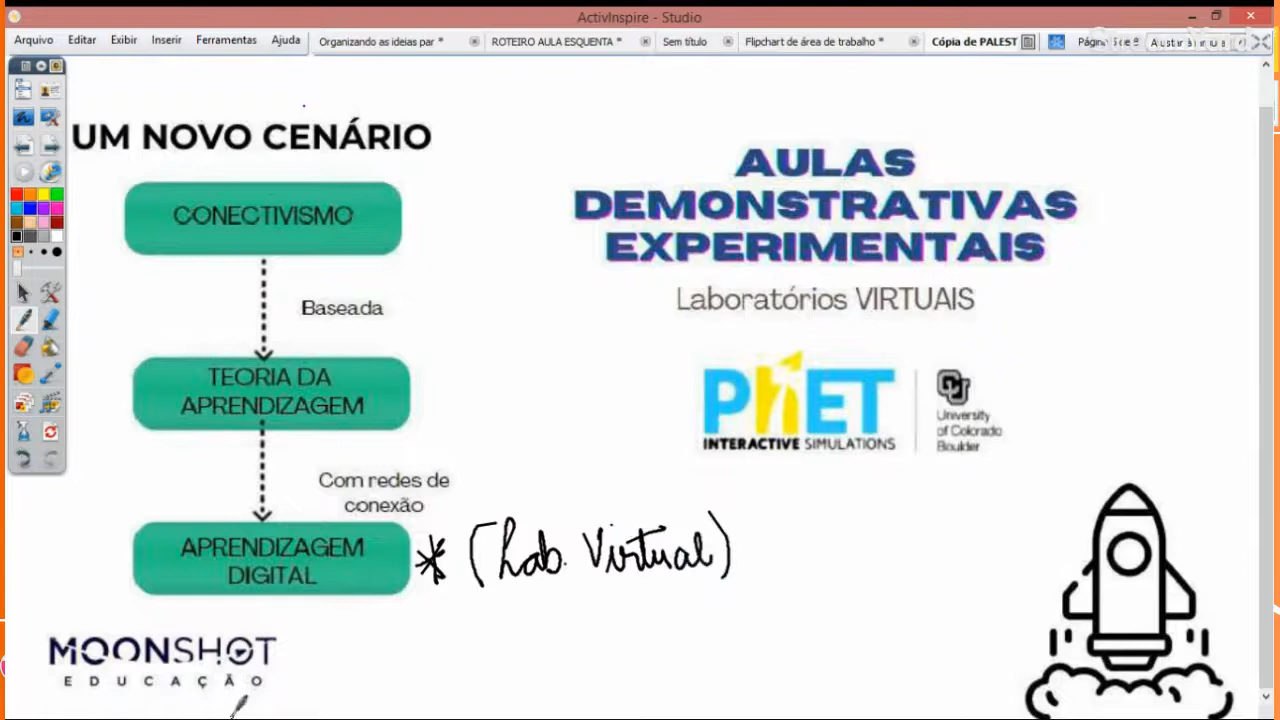 ActivInspire - Studio
Arquivo Editar Exibir Inserir Ferramentas Ajuda
Organizando as ideias par * ROTEIRO AULA ESQUENTA * Sem título Flipchart de área de trabalho * Cópia de PALEST
UM NOVO CENÁRIO
CONECTIVISMO
Baseada
TEORIA DA
APRENDIZAGEM
Com redes de
conexão
APRENDIZAGEM
DIGITAL
* (Lab. Virtual)
AULAS
DEMONSTRATIVAS
EXPERIMENTAIS
Laboratórios VIRTUAIS
PhET
INTERACTIVE SIMULATIONS
CU
University
of Colorado
Boulder
MOONSHOT
EDUCAÇÃO